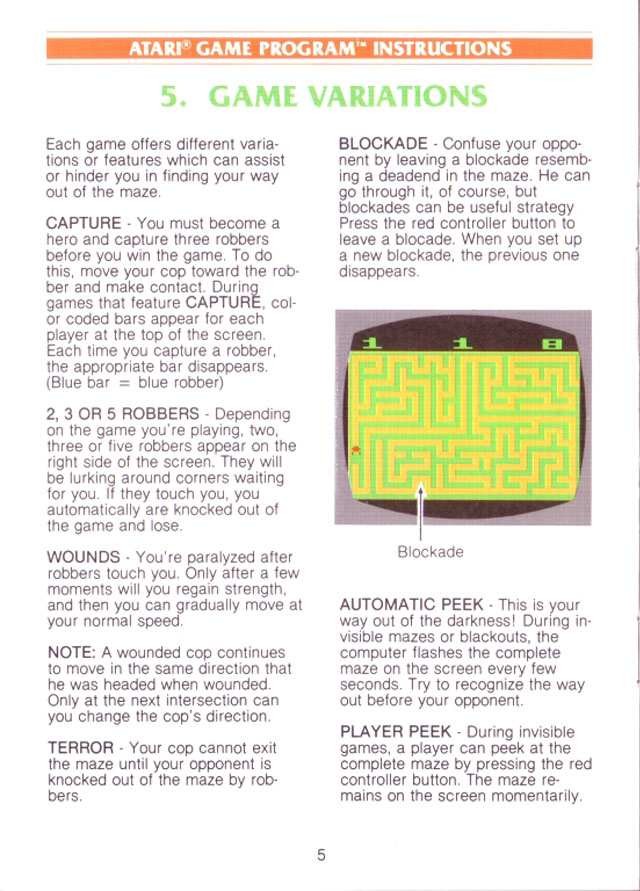 ATARI® GAME PROGRAM™ INSTRUCTIONS
5. GAME VARIATIONS
Each game offers different varia-
tions or features which can assist
or hinder you in finding your way
out of the maze.
CAPTURE - You must become a
hero and capture three robbers
before you win the game. To do
this, move your cop toward the rob-
ber and make contact. During
games that feature CAPTURE, col-
or coded bars appear for each
player at the top of the screen.
Each time you capture a robber,
the appropriate bar disappears.
(Blue bar = blue robber)
2, 3 OR 5 ROBBERS - Depending
on the game you're playing, two,
three or five robbers appear on the
right side of the screen. They will
be lurking around corners waiting
for you. If they touch you, you
automatically are knocked out of
the game and lose.
WOUNDS - You're paralyzed after
robbers touch you. Only after a few
moments will you regain strength,
and then you can gradually move at
your normal speed.
NOTE: A wounded cop continues
to move in the same direction that
he was headed when wounded.
Only at the next intersection can
you change the cop's direction.
TERROR - Your cop cannot exit
the maze until your opponent is
knocked out of the maze by rob-
bers.
BLOCKADE - Confuse your oppo-
nent by leaving a blockade resemb-
ing a deadend in the maze. He can
go through it, of course, but
blockades can be useful strategy
Press the red controller button to
leave a blocade. When you set up
a new blockade, the previous one
disappears.
1 1 8
Blockade
AUTOMATIC PEEK - This is your
way out of the darkness! During in-
visible mazes or blackouts, the
computer flashes the complete
maze on the screen every few
seconds. Try to recognize the way
out before your opponent.
PLAYER PEEK - During invisible
games, a player can peek at the
complete maze by pressing the red
controller button. The maze re-
mains on the screen momentarily.
5